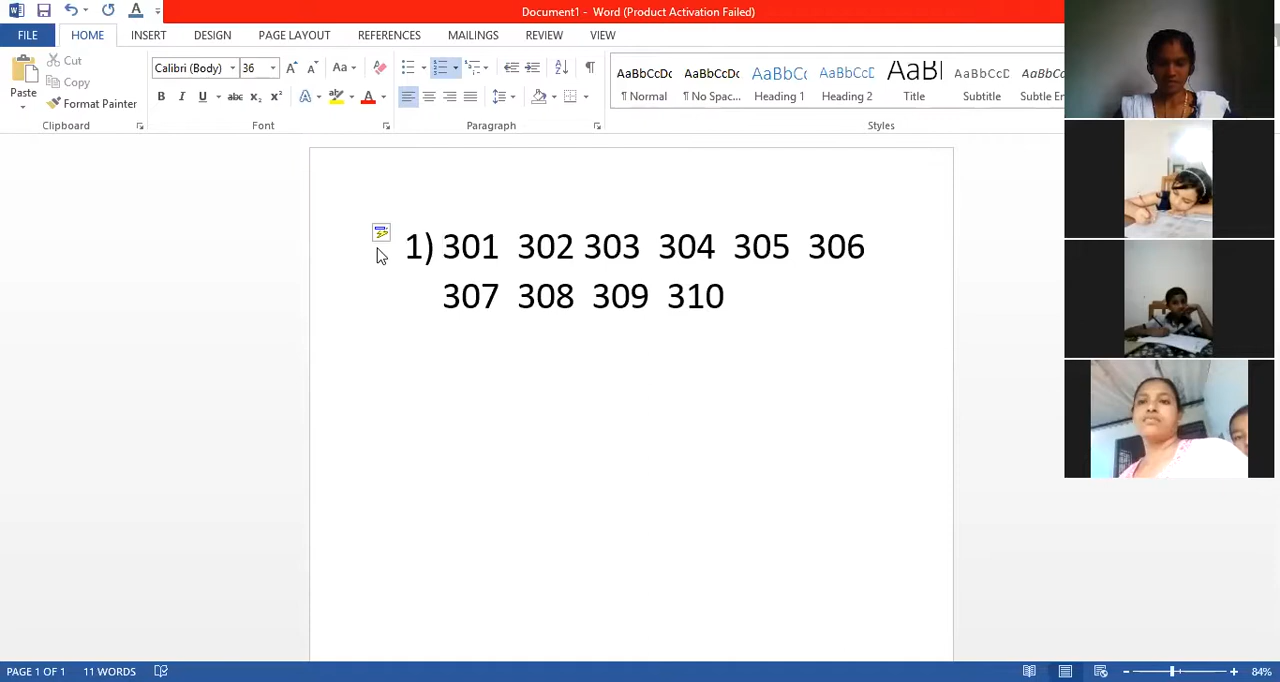 Document1 - Word (Product Activation Failed)
FILE HOME INSERT DESIGN PAGE LAYOUT REFERENCES MAILINGS REVIEW VIEW
Paste
Cut
Copy
Format Painter
Calibri (Body) 36
AaBbCcDc AaBbCcDc AaBbCc AaBbCcD AaBl AaBbCcD AaBbCcD
¶ Normal ¶ No Spac... Heading 1 Heading 2 Title Subtitle Subtle Em
Clipboard Font Paragraph Styles
1) 301 302 303 304 305 306
307 308 309 310
PAGE 1 OF 1 11 WORDS 84%